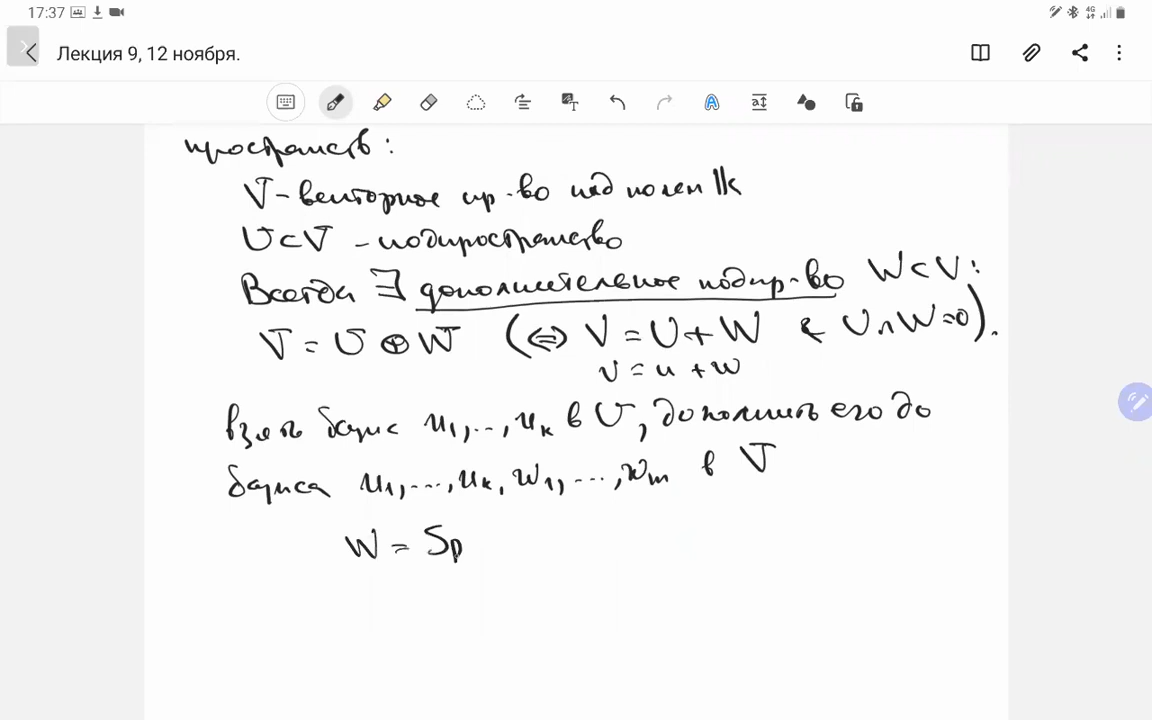 17:37
4G
Лекция 9, 12 ноября.
пространств:
V - векторное пр-во над полем 𝕜
U ⊂ V - подпространство
Всегда ∃ дополнительное подпр-во W ⊂ V:
V = U ⊕ W (⇔ V = U + W & U ∩ W = 0).
v = u + w
взять базис u₁,...,uₖ в U, дополнить его до
базиса u₁,...,uₖ, w₁,...,wₘ в V
W = Sp